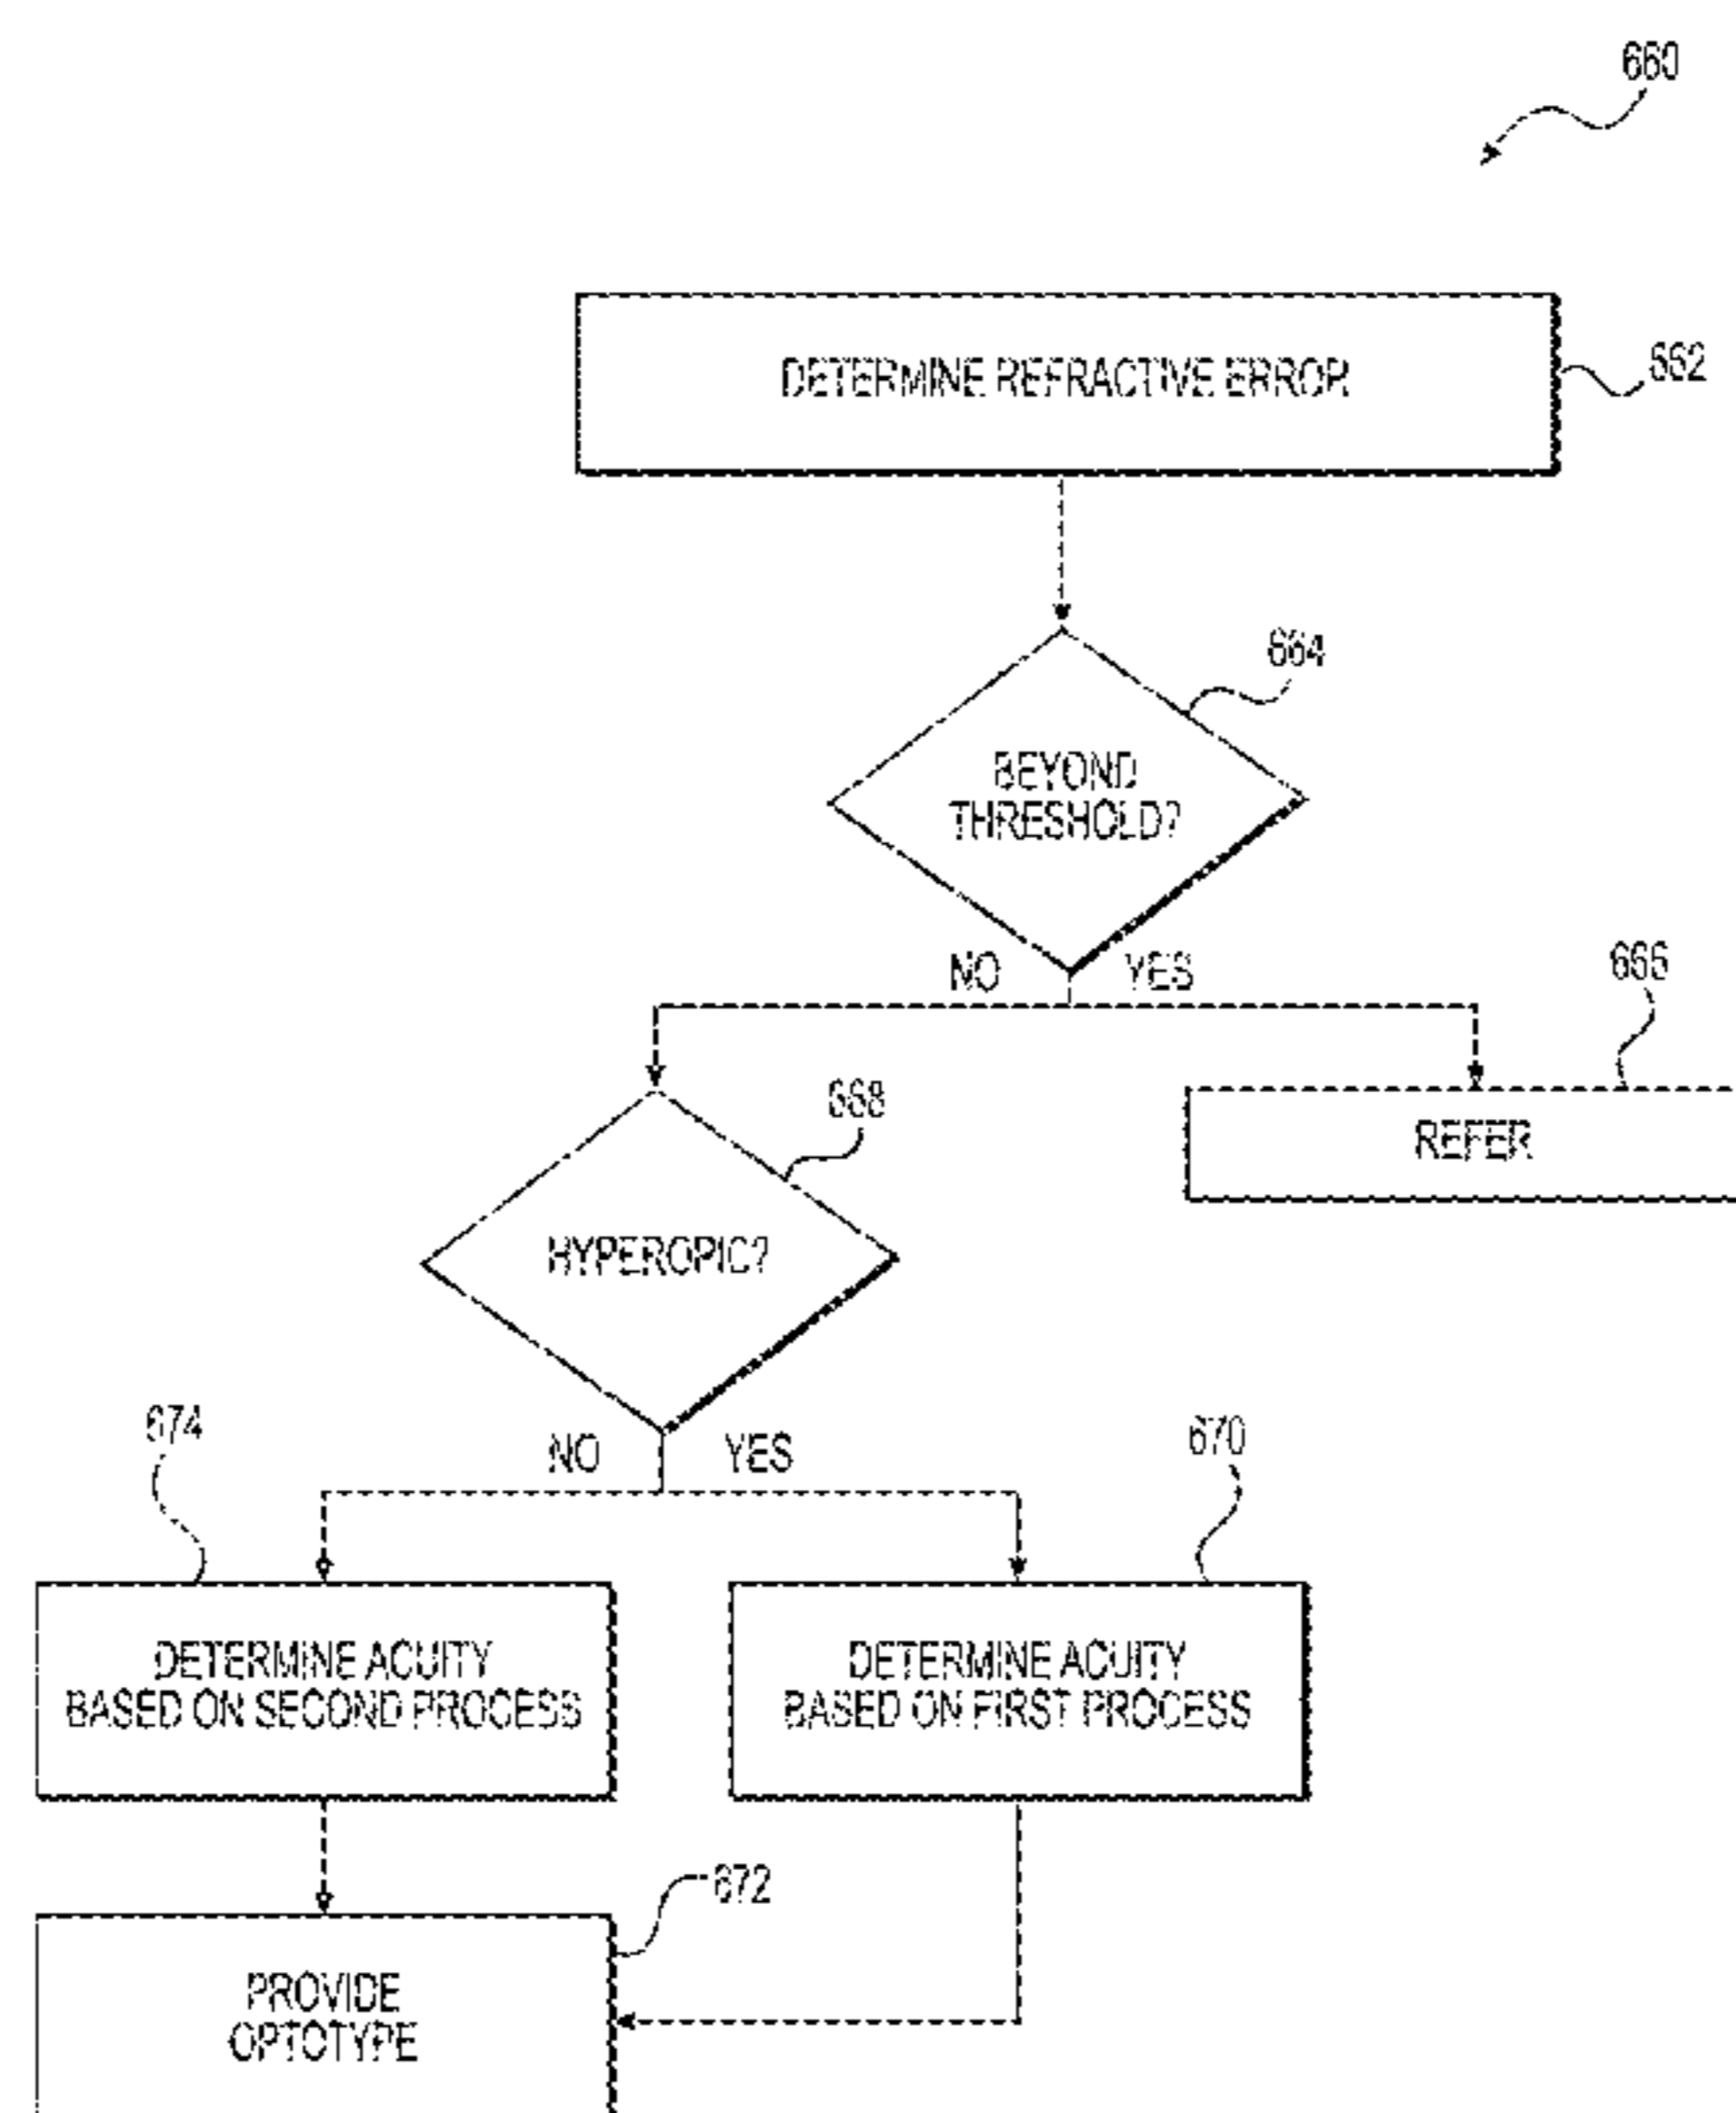 660
DETERMINE REFRACTIVE ERROR
662
664
BEYOND
THRESHOLD?
NO
YES
666
REFER
668
HYPEROPIC?
NO
YES
674
670
DETERMINE ACUITY
BASED ON SECOND PROCESS
DETERMINE ACUITY
BASED ON FIRST PROCESS
672
PROVIDE
OPTOTYPE